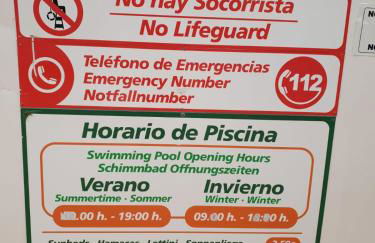 No hay Socorrista
No Lifeguard
Teléfono de Emergencias
Emergency Number
Notfallnumber
112
Horario de Piscina
Swimming Pool Opening Hours
Schimmbad Offnungszeiten
Verano
Summertime · Sommer
h. - 19:00 h.
Invierno
Winter · Winter
h. - h.